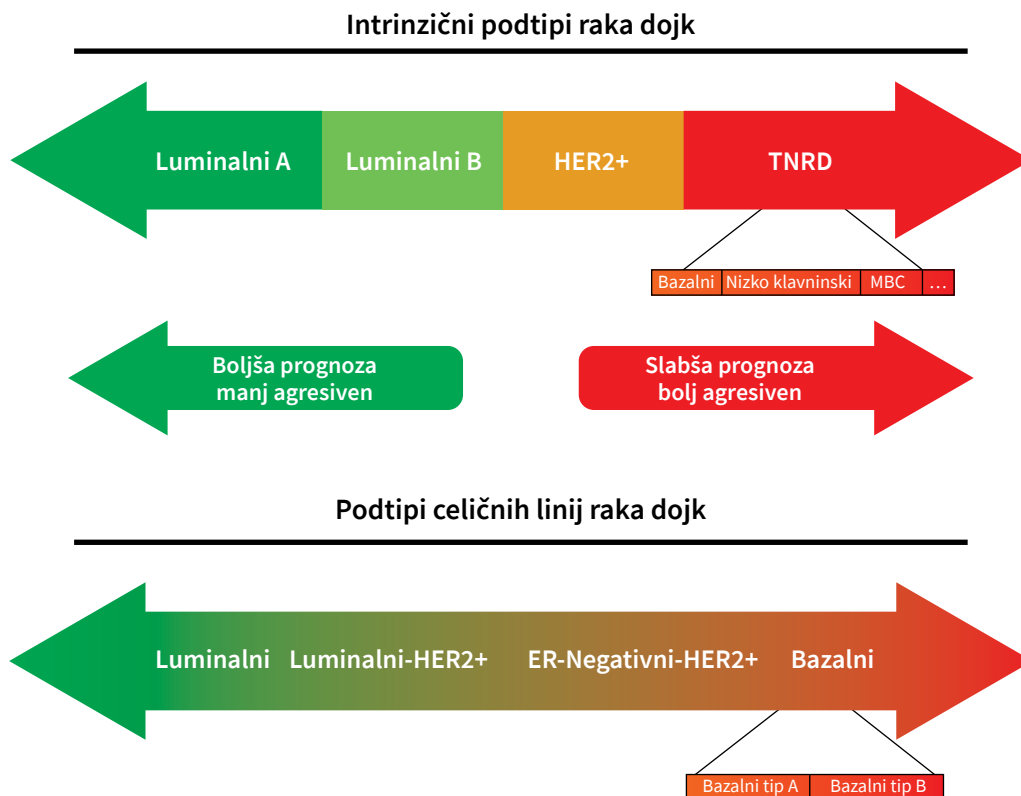 Intrinzični podtipi raka dojk
Luminalni A Luminalni B HER2+ TNRD
Bazalni Nizko klavninski MBC ...
Boljša prognoza
manj agresiven
Slabša prognoza
bolj agresiven
Podtipi celičnih linij raka dojk
Luminalni Luminalni-HER2+ ER-Negativni-HER2+ Bazalni
Bazalni tip A Bazalni tip B